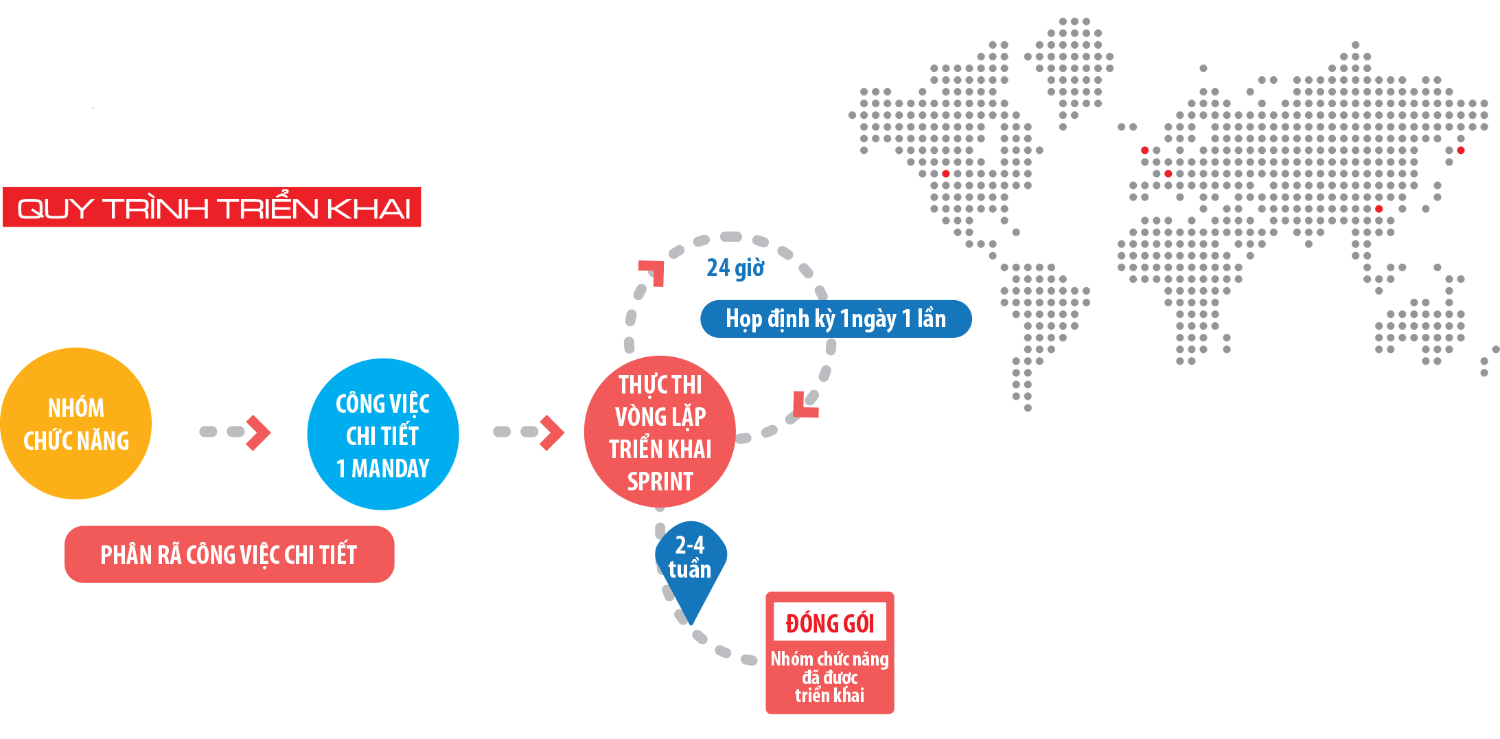 QUY TRÌNH TRIỂN KHAI
24 giờ
Họp định kỳ 1ngày 1 lần
NHÓM
CHỨC NĂNG
CÔNG VIỆC
CHI TIẾT
1 MANDAY
THỰC THI
VÒNG LẶP
TRIỂN KHAI
SPRINT
PHÂN RÃ CÔNG VIỆC CHI TIẾT
2-4
tuần
ĐÓNG GÓI
Nhóm chức năng
đã được
triển khai